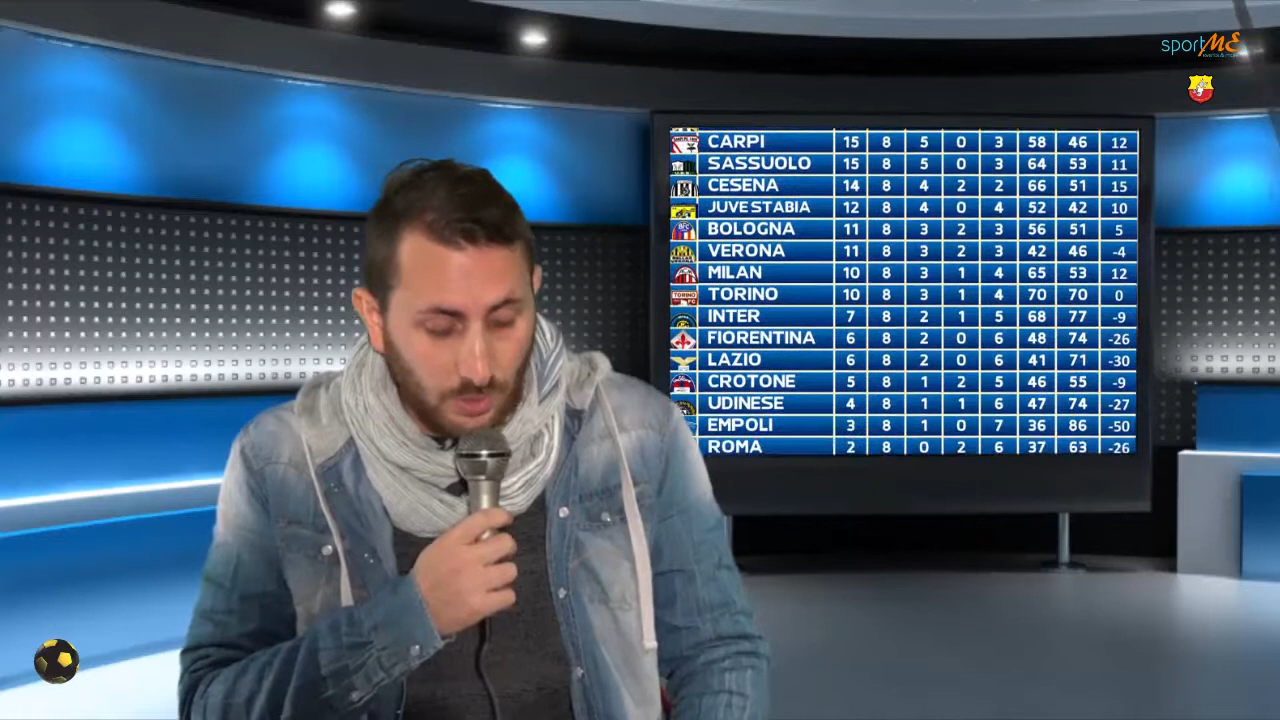 sportME
CARPI 15 8 5 0 3 58 46 12
SASSUOLO 15 8 5 0 3 64 53 11
CESENA 14 8 4 2 2 66 51 15
JUVE STABIA 12 8 4 0 4 52 42 10
BOLOGNA 11 8 3 2 3 56 51 5
VERONA 11 8 3 2 3 42 46 -4
MILAN 10 8 3 1 4 65 53 12
TORINO 10 8 3 1 4 70 70 0
INTER 7 8 2 1 5 68 77 -9
FIORENTINA 6 8 2 0 6 48 74 -26
LAZIO 6 8 2 0 6 41 71 -30
CROTONE 5 8 1 2 5 46 55 -9
UDINESE 4 8 1 1 6 47 74 -27
EMPOLI 3 8 1 0 7 36 86 -50
ROMA 2 8 0 2 6 37 63 -26